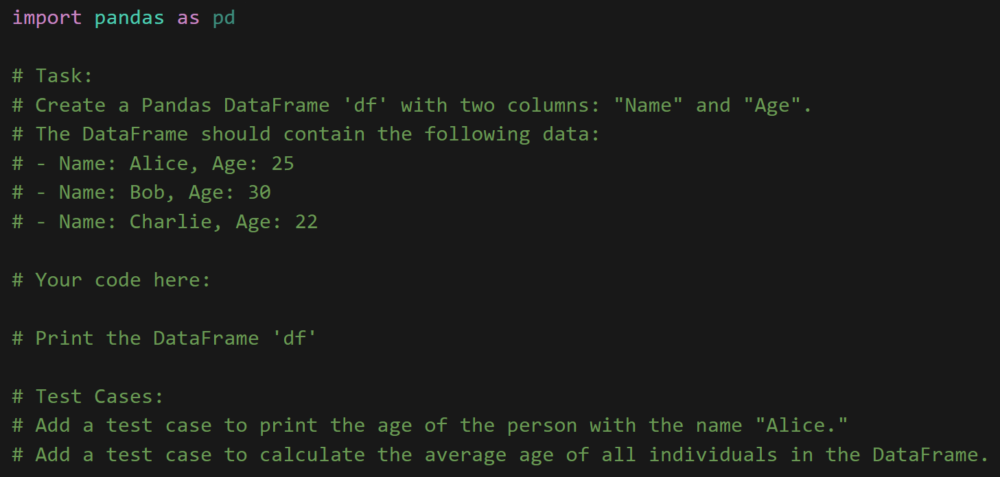 import pandas as pd
# Task:
# Create a Pandas DataFrame 'df' with two columns: "Name" and "Age".
# The DataFrame should contain the following data:
# - Name: Alice, Age: 25
# - Name: Bob, Age: 30
# - Name: Charlie, Age: 22
# Your code here:
# Print the DataFrame 'df'
# Test Cases:
# Add a test case to print the age of the person with the name "Alice."
# Add a test case to calculate the average age of all individuals in the DataFrame.